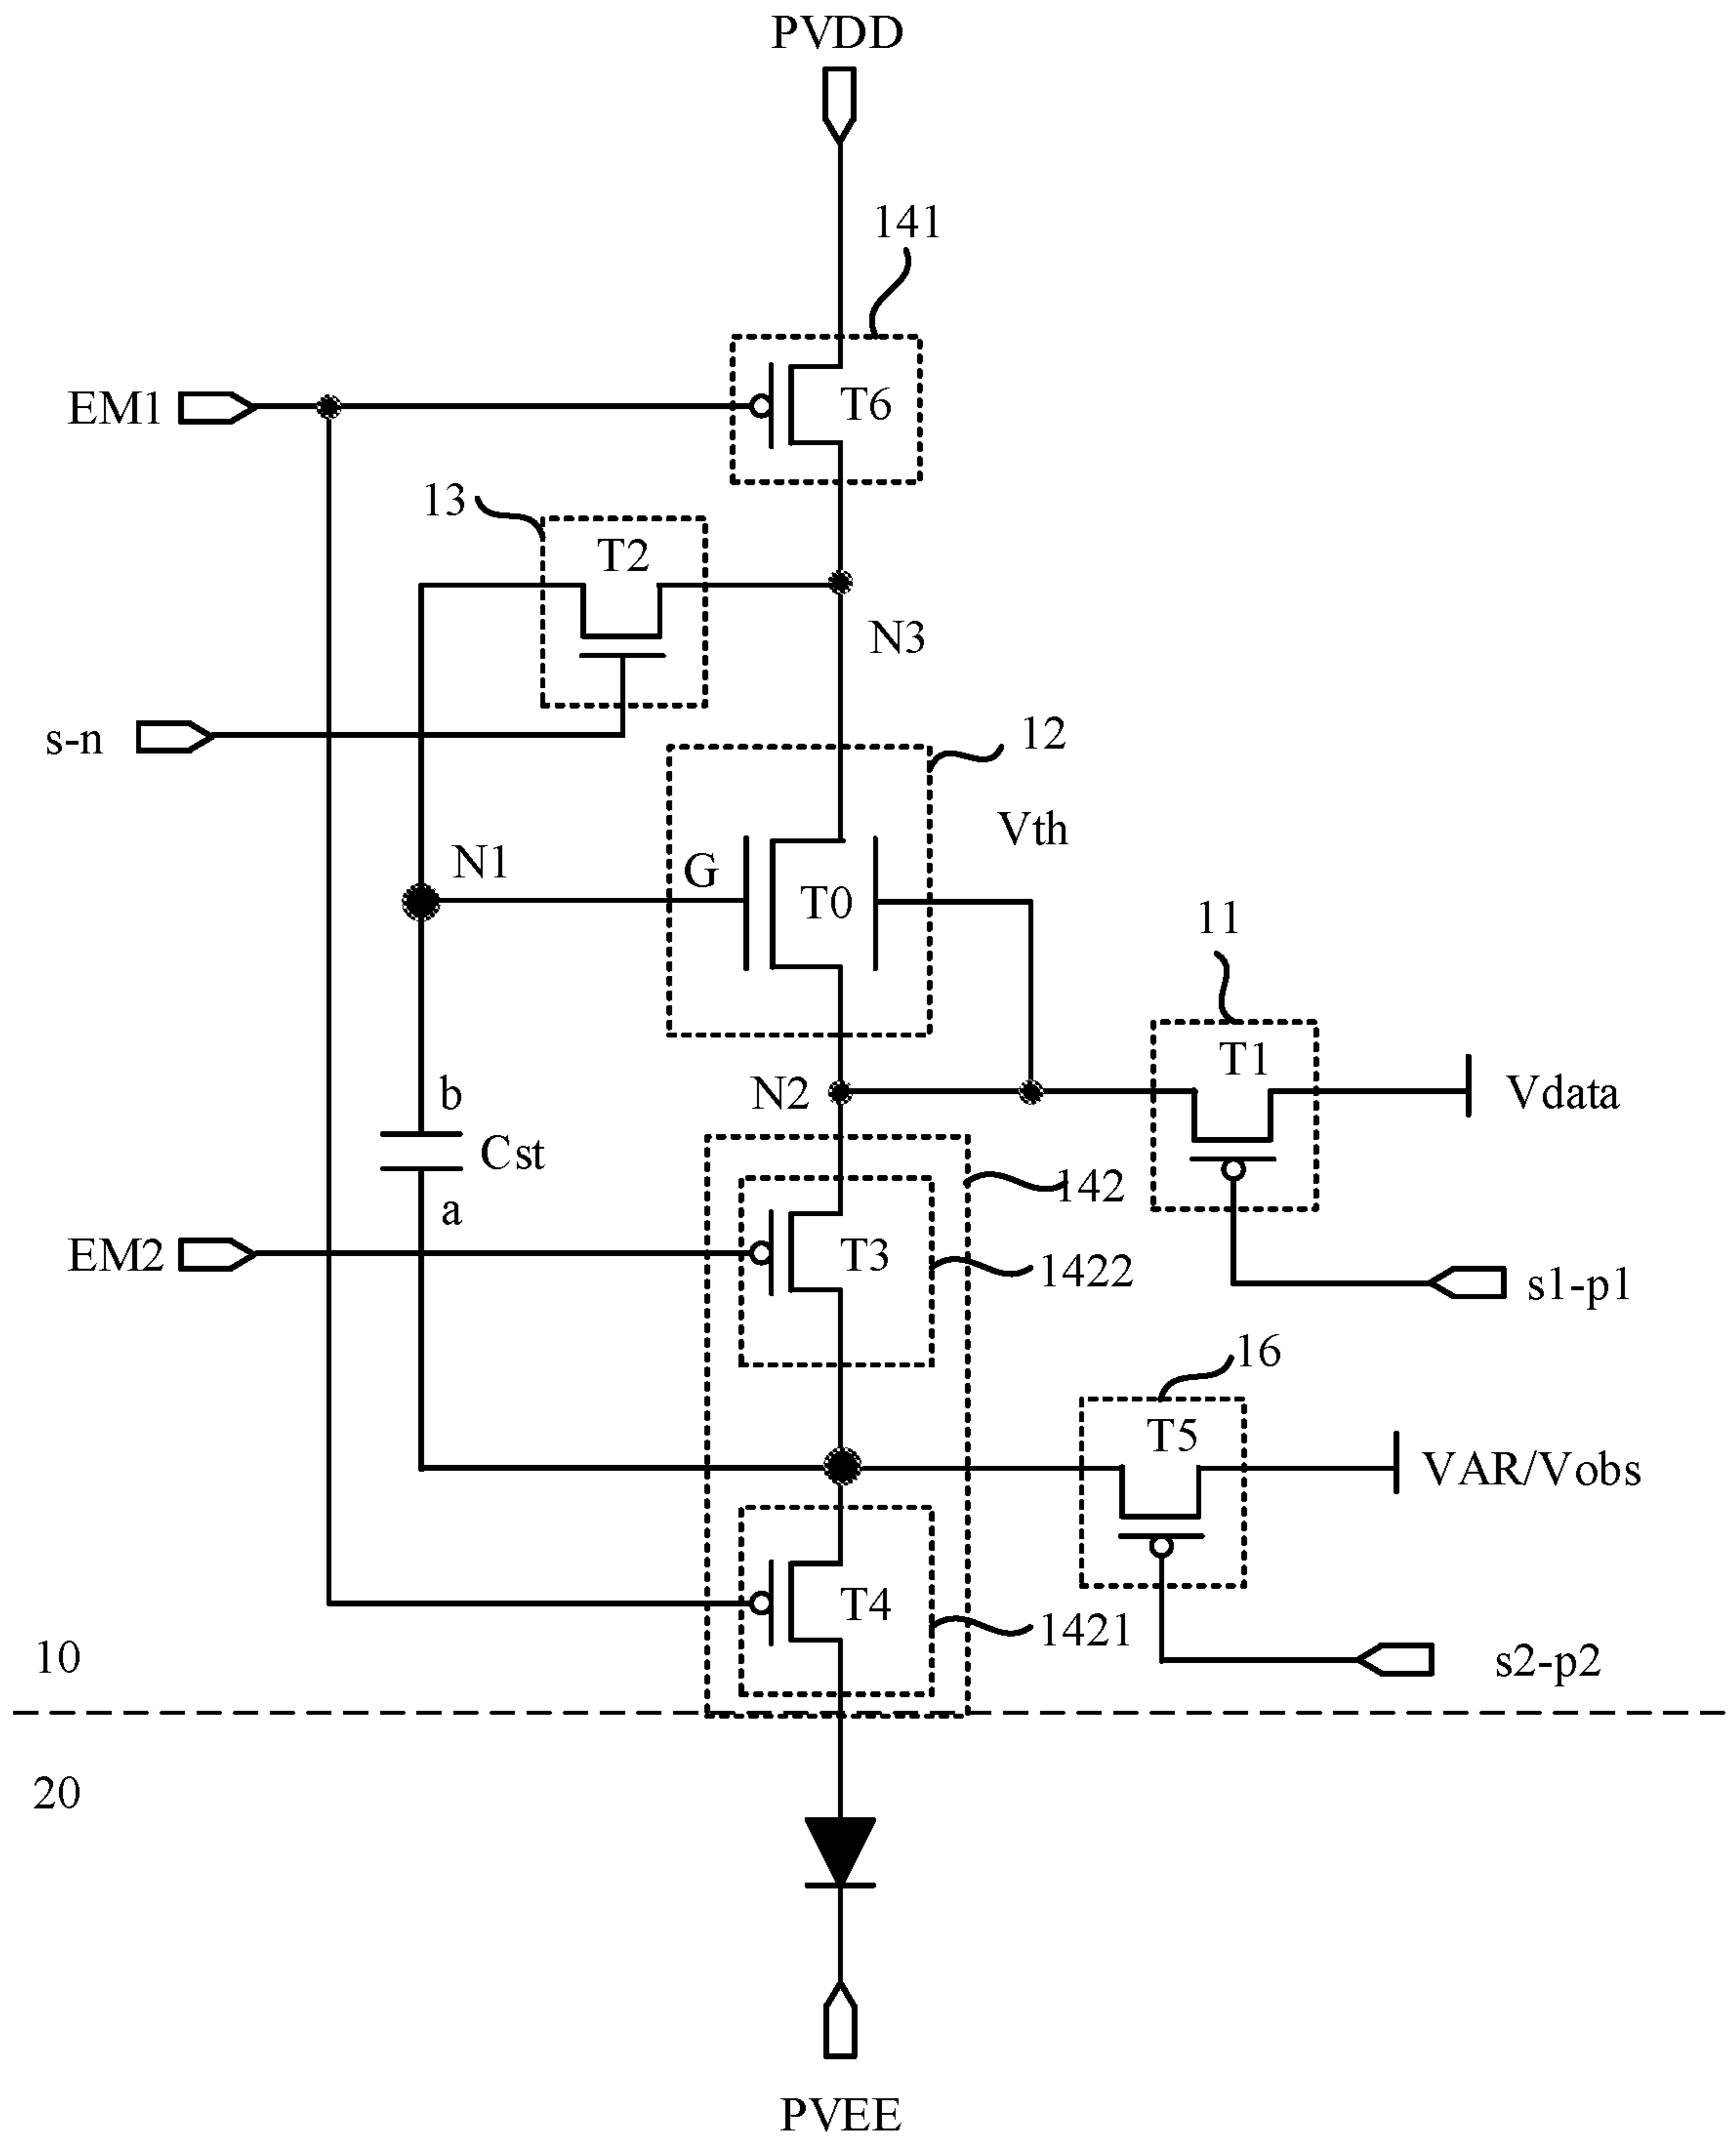 PVDD
141
EM1
T6
13
T2
N3
s-n
12
Vth
N1
G
T0
11
T1
N2
Vdata
b
Cst
a
142
EM2
T3
1422
s1-p1
16
T5
VAR/Vobs
T4
1421
10
s2-p2
20
PVEE